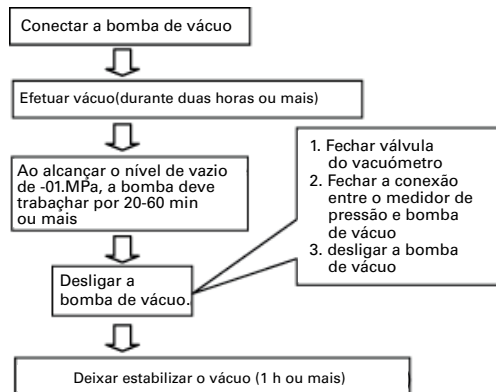 Conectar a bomba de vácuo
Efetuar vácuo(durante duas horas ou mais)
Ao alcançar o nível de vazio
de -01.MPa, a bomba deve
trabaçhar por 20-60 min
ou mais
1. Fechar válvula
do vacuómetro
2. Fechar a conexão
entre o medidor de
pressão e bomba
de vácuo
3. desligar a bomba
de vácuo
Desligar a
bomba de vácuo.
Deixar estabilizar o vácuo (1 h ou mais)